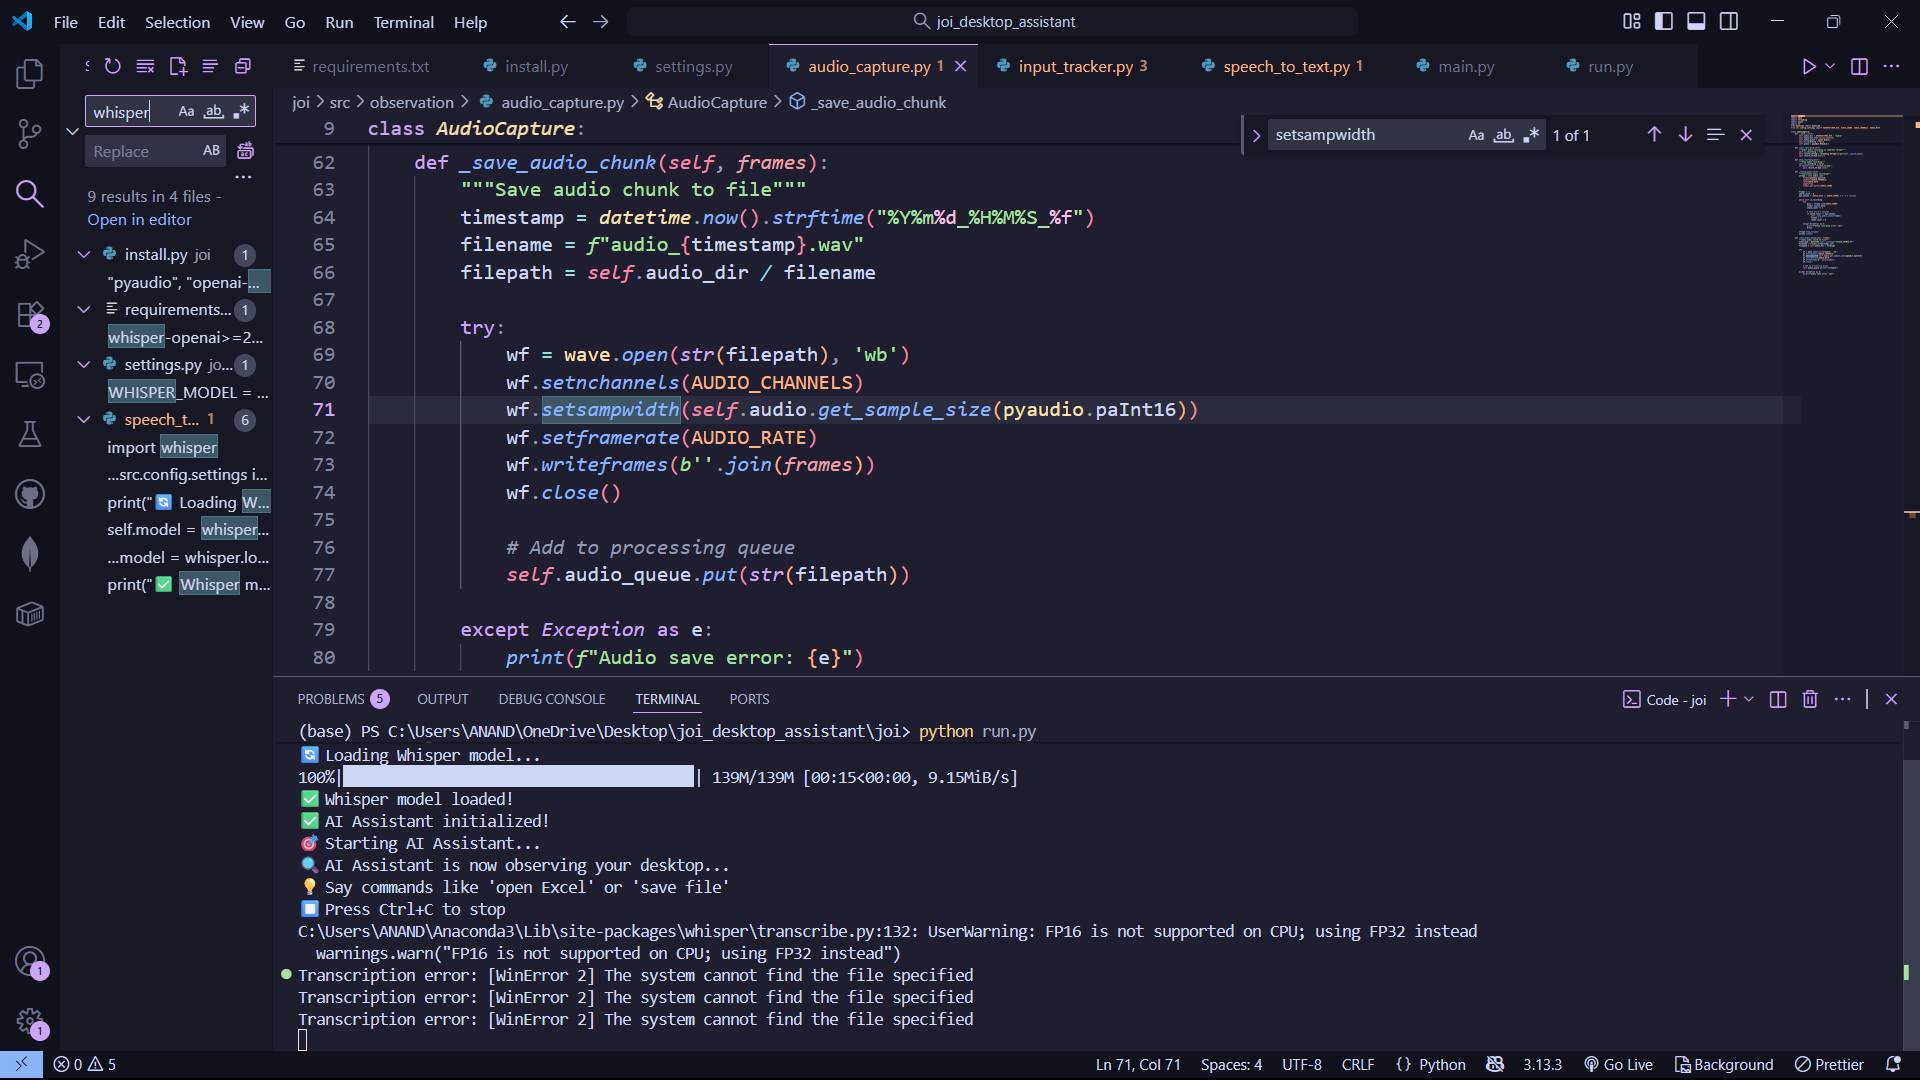 File Edit Selection View Go Run Terminal Help
joi_desktop_assistant
requirements.txt install.py settings.py audio_capture.py 1 input_tracker.py 3 speech_to_text.py 1 main.py run.py
whisper Aa ab
Replace AB
9 results in 4 files -
Open in editor
install.py joi 1
"pyaudio", "openai-...
requirements... 1
whisper-openai>=2...
settings.py jo... 1
WHISPER_MODEL = ...
speech_t... 1 6
import whisper
...src.config.settings i...
print("🔄 Loading W...
self.model = whisper...
...model = whisper.lo...
print("✅ Whisper m...
2
1
1
joi > src > observation > audio_capture.py > AudioCapture > _save_audio_chunk
setsampwidth Aa ab 1 of 1
9 class AudioCapture:
62 def _save_audio_chunk(self, frames):
63 """Save audio chunk to file"""
64 timestamp = datetime.now().strftime("%Y%m%d_%H%M%S_%f")
65 filename = f"audio_{timestamp}.wav"
66 filepath = self.audio_dir / filename
67
68 try:
69 wf = wave.open(str(filepath), 'wb')
70 wf.setnchannels(AUDIO_CHANNELS)
71 wf.setsampwidth(self.audio.get_sample_size(pyaudio.paInt16))
72 wf.setframerate(AUDIO_RATE)
73 wf.writeframes(b''.join(frames))
74 wf.close()
75
76 # Add to processing queue
77 self.audio_queue.put(str(filepath))
78
79 except Exception as e:
80 print(f"Audio save error: {e}")
PROBLEMS 5 OUTPUT DEBUG CONSOLE TERMINAL PORTS
Code - joi
(base) PS C:\Users\ANAND\OneDrive\Desktop\joi_desktop_assistant\joi> python run.py
🔄 Loading Whisper model...
100%| | 139M/139M [00:15<00:00, 9.15MiB/s]
✅ Whisper model loaded!
✅ AI Assistant initialized!
🎯 Starting AI Assistant...
🔍 AI Assistant is now observing your desktop...
💡 Say commands like 'open Excel' or 'save file'
⏹ Press Ctrl+C to stop
C:\Users\ANAND\Anaconda3\Lib\site-packages\whisper\transcribe.py:132: UserWarning: FP16 is not supported on CPU; using FP32 instead
warnings.warn("FP16 is not supported on CPU; using FP32 instead")
Transcription error: [WinError 2] The system cannot find the file specified
Transcription error: [WinError 2] The system cannot find the file specified
Transcription error: [WinError 2] The system cannot find the file specified
0 5 Ln 71, Col 71 Spaces: 4 UTF-8 CRLF {} Python 3.13.3 Go Live Background Prettier